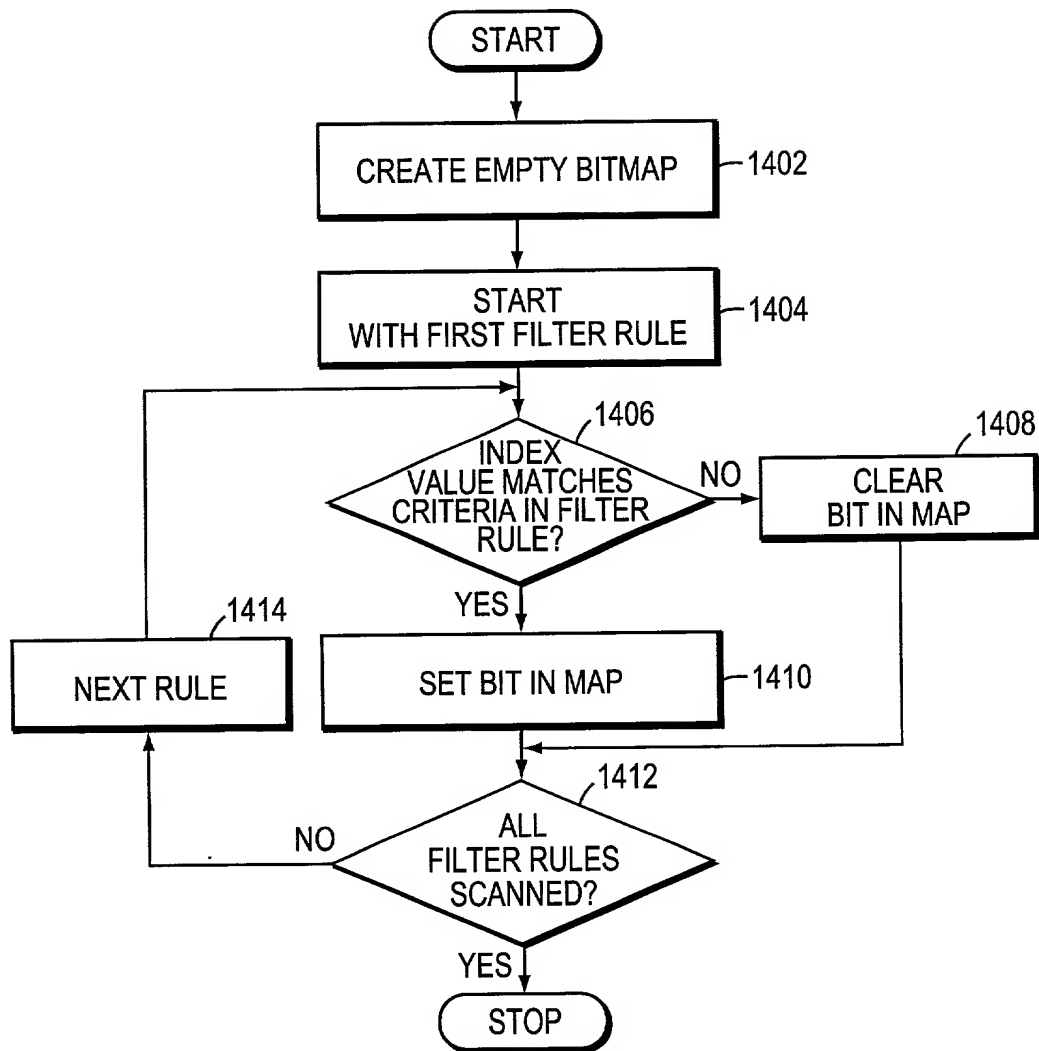 START
CREATE EMPTY BITMAP
1402
START
WITH FIRST FILTER RULE
1404
1406
INDEX
VALUE MATCHES
CRITERIA IN FILTER
RULE?
NO
1408
CLEAR
BIT IN MAP
YES
1414
NEXT RULE
SET BIT IN MAP
1410
1412
NO
ALL
FILTER RULES
SCANNED?
YES
STOP